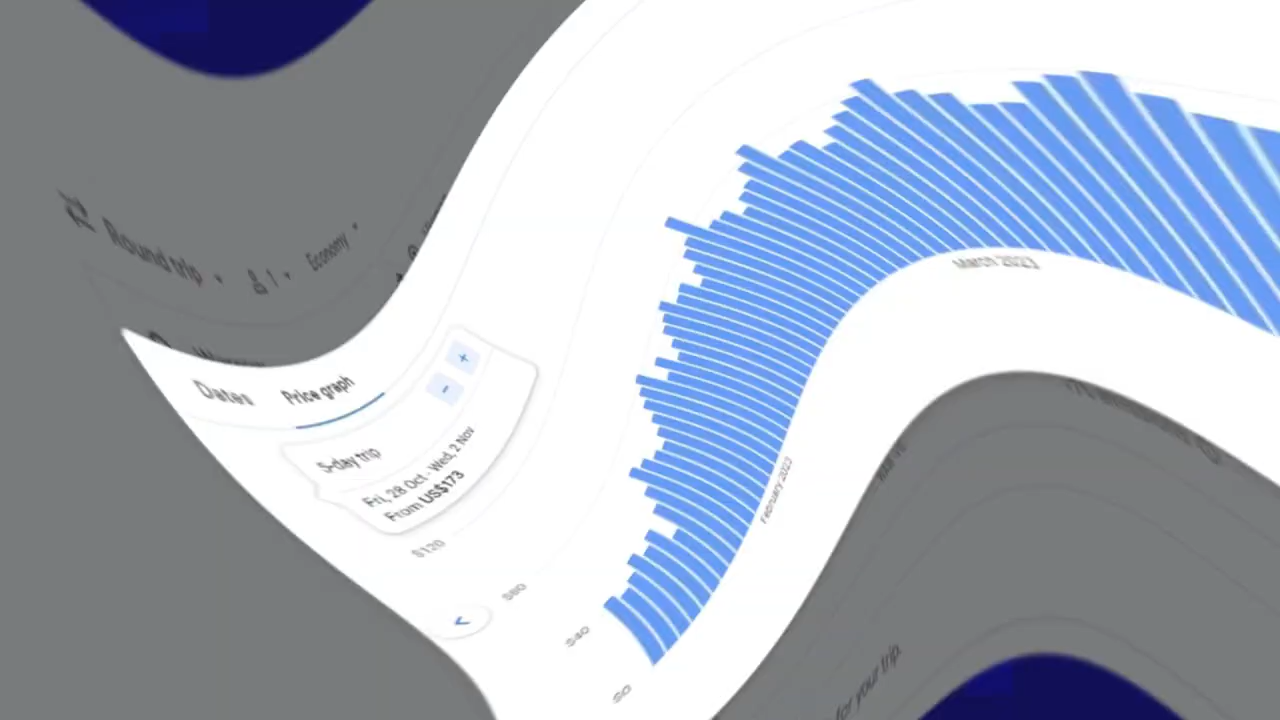 Round trip
1
Economy
Dates
Price graph
5-day trip
Fri, 28 Oct - Wed, 2 Nov
From US$173
$120
$80
$40
$0
February 2023
March 2023
for your trip.